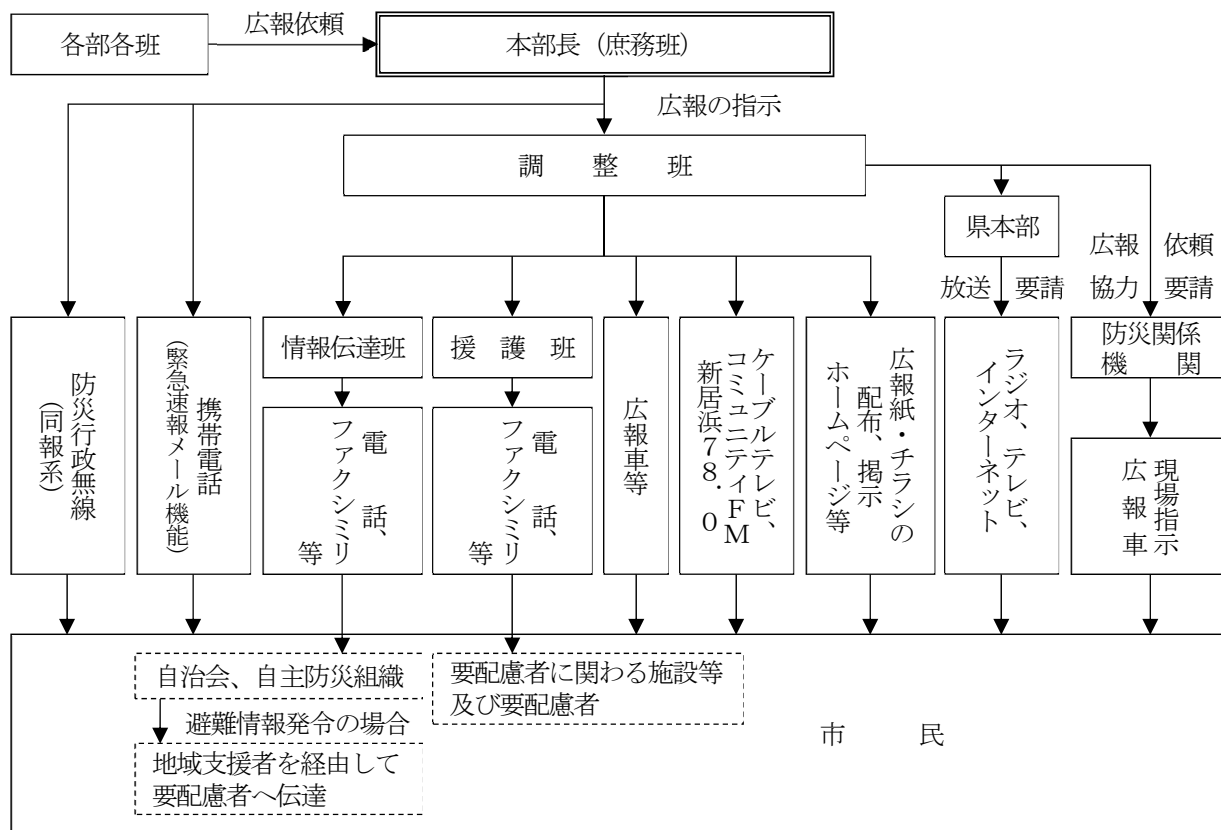 各部各班
広報依頼
本部長（庶務班）
広報の指示
調　整　班
県本部
広報　依頼
放送　要請
協力　要請
防災行政無線
（同報系）
携帯電話
（緊急速報メール機能）
情報伝達班
電話、
ファクシミリ
等
援護班
電話、
ファクシミリ
等
広報車等
ケーブルテレビ、
コミュニティFM
新居浜78.0
広報紙・チラシの
配布、掲示
ホームページ等
ラジオ、テレビ、
インターネット
防災関係
機関
現場指示
広報車
自治会、自主防災組織
避難情報発令の場合
地域支援者を経由して
要配慮者へ伝達
要配慮者に関わる施設等
及び要配慮者
市　民